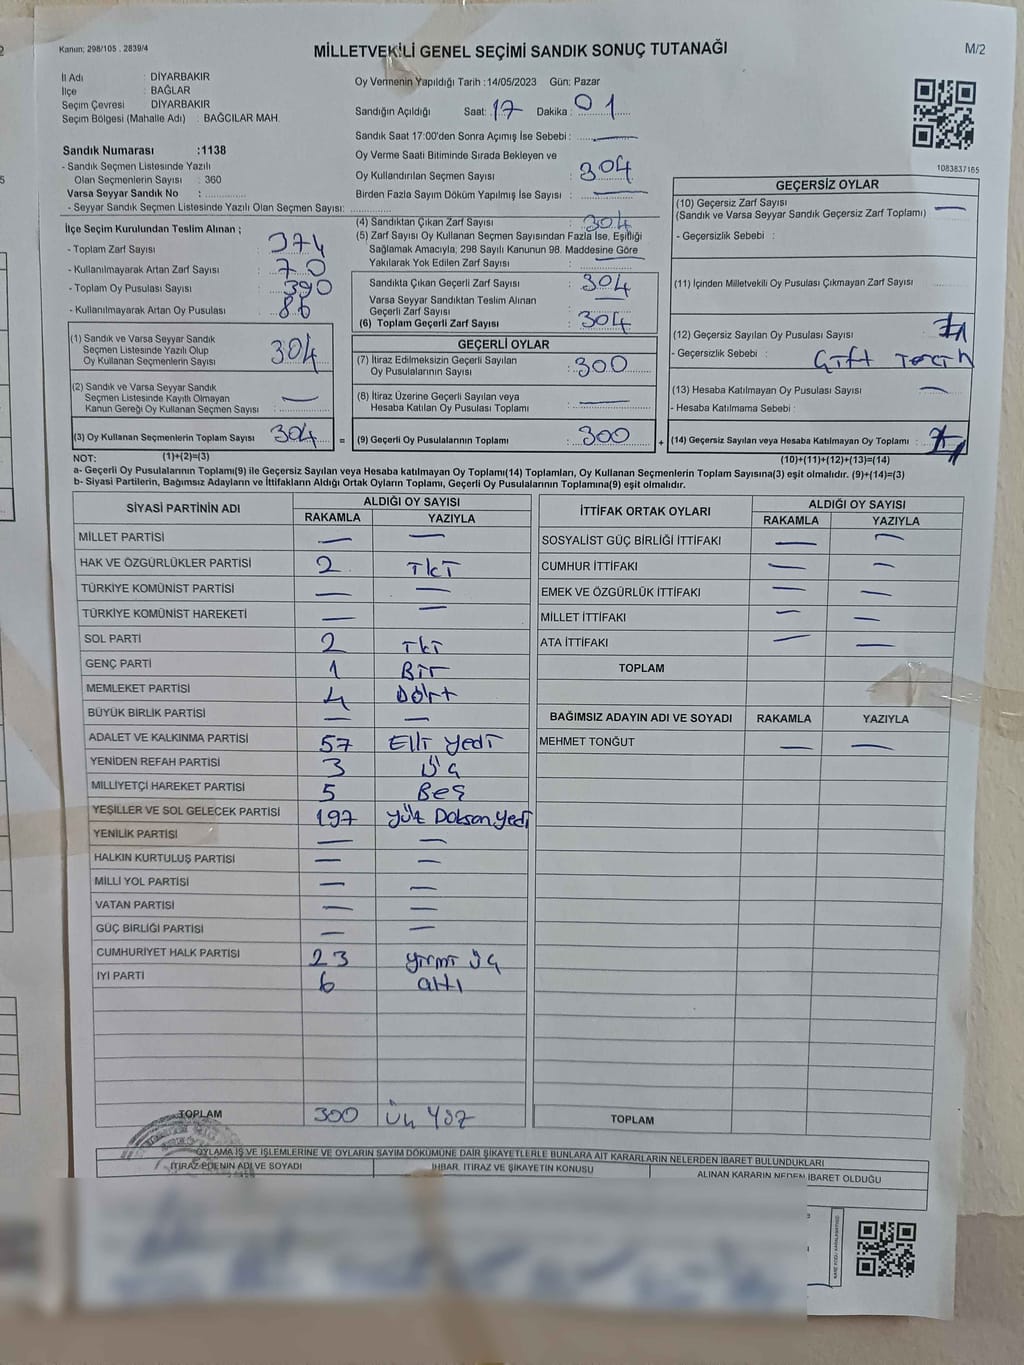 Kanun; 298/105 . 2839/4
MİLLETVEKİLİ GENEL SEÇİMİ SANDIK SONUÇ TUTANAĞI
M/2
İl Adı : DİYARBAKIR
İlçe : BAĞLAR
Seçim Çevresi : DİYARBAKIR
Seçim Bölgesi (Mahalle Adı) : BAĞCILAR MAH.
Sandık Numarası :1138
- Sandık Seçmen Listesinde Yazılı
Olan Seçmenlerin Sayısı : 360
Varsa Seyyar Sandık No :
- Seyyar Sandık Seçmen Listesinde Yazılı Olan Seçmen Sayısı:
Oy Vermenin Yapıldığı Tarih :14/05/2023 Gün: Pazar
Sandığın Açıldığı Saat: 17 Dakika : 01
Sandık Saat 17:00'den Sonra Açımış İse Sebebi : —
Oy Verme Saati Bitiminde Sırada Bekleyen ve
Oy Kullandırılan Seçmen Sayısı : 304
Birden Fazla Sayım Döküm Yapılmış İse Sayısı : —
1083837165
İlçe Seçim Kurulundan Teslim Alınan ;
- Toplam Zarf Sayısı : 374
- Kullanılmayarak Artan Zarf Sayısı : 70
- Toplam Oy Pusulası Sayısı : 390
- Kullanılmayarak Artan Oy Pusulası : 86
(1) Sandık ve Varsa Seyyar Sandık
Seçmen Listesinde Yazılı Olup
Oy Kullanan Seçmenlerin Sayısı : 304
(2) Sandık ve Varsa Seyyar Sandık
Seçmen Listesinde Kayıtlı Olmayan
Kanun Gereği Oy Kullanan Seçmen Sayısı : —
(3) Oy Kullanan Seçmenlerin Toplam Sayısı : 304
(4) Sandıktan Çıkan Zarf Sayısı : 304
(5) Zarf Sayısı Oy Kullanan Seçmen Sayısından Fazla İse, Eşitliği
Sağlamak Amacıyla; 298 Sayılı Kanunun 98. Maddesine Göre
Yakılarak Yok Edilen Zarf Sayısı : —
Sandıkta Çıkan Geçerli Zarf Sayısı : 304
Varsa Seyyar Sandıktan Teslim Alınan
Geçerli Zarf Sayısı : —
(6) Toplam Geçerli Zarf Sayısı : 304
GEÇERLİ OYLAR
(7) İtiraz Edilmeksizin Geçerli Sayılan
Oy Pusulalarının Sayısı : 300
(8) İtiraz Üzerine Geçerli Sayılan veya
Hesaba Katılan Oy Pusulası Toplamı : —
= (9) Geçerli Oy Pusulalarının Toplamı : 300 +
GEÇERSİZ OYLAR
(10) Geçersiz Zarf Sayısı : —
(Sandık ve Varsa Seyyar Sandık Geçersiz Zarf Toplamı)
- Geçersizlik Sebebi :
(11) İçinden Milletvekili Oy Pusulası Çıkmayan Zarf Sayısı :
(12) Geçersiz Sayılan Oy Pusulası Sayısı :
- Geçersizlik Sebebi : Çift Tercih
(13) Hesaba Katılmayan Oy Pusulası Sayısı : —
- Hesaba Katılmama Sebebi :
(14) Geçersiz Sayılan veya Hesaba Katılmayan Oy Toplamı :
NOT: (1)+(2)=(3) (10)+(11)+(12)+(13)=(14)
a- Geçerli Oy Pusulalarının Toplamı(9) ile Geçersiz Sayılan veya Hesaba katılmayan Oy Toplamı(14) Toplamları, Oy Kullanan Seçmenlerin Toplam Sayısına(3) eşit olmalıdır. (9)+(14)=(3)
b- Siyasi Partilerin, Bağımsız Adayların ve İttifakların Aldığı Ortak Oyların Toplamı, Geçerli Oy Pusulalarının Toplamına(9) eşit olmalıdır.
SİYASİ PARTİNİN ADI ALDIĞI OY SAYISI
RAKAMLA YAZIYLA
MİLLET PARTİSİ — —
HAK VE ÖZGÜRLÜKLER PARTİSİ 2 iki
TÜRKİYE KOMÜNİST PARTİSİ — —
TÜRKİYE KOMÜNİST HAREKETİ — —
SOL PARTİ 2 iki
GENÇ PARTİ 1 Bir
MEMLEKET PARTİSİ 4 Dört
BÜYÜK BİRLİK PARTİSİ — —
ADALET VE KALKINMA PARTİSİ 57 Elli yedi
YENİDEN REFAH PARTİSİ 3 üç
MİLLİYETÇİ HAREKET PARTİSİ 5 Beş
YEŞİLLER VE SOL GELECEK PARTİSİ 197 yüz Doksan yedi
YENİLİK PARTİSİ — —
HALKIN KURTULUŞ PARTİSİ — —
MİLLİ YOL PARTİSİ — —
VATAN PARTİSİ — —
GÜÇ BİRLİĞİ PARTİSİ — —
CUMHURİYET HALK PARTİSİ 23 yirmi üç
İYİ PARTİ 6 altı
TOPLAM 300 Üç yüz
İTTİFAK ORTAK OYLARI ALDIĞI OY SAYISI
RAKAMLA YAZIYLA
SOSYALİST GÜÇ BİRLİĞİ İTTİFAKI — —
CUMHUR İTTİFAKI — —
EMEK VE ÖZGÜRLÜK İTTİFAKI — —
MİLLET İTTİFAKI — —
ATA İTTİFAKI — —
TOPLAM
BAĞIMSIZ ADAYIN ADI VE SOYADI RAKAMLA YAZIYLA
MEHMET TONĞUT — —
TOPLAM
OYLAMA İŞ VE İŞLEMLERİNE VE OYLARIN SAYIM DÖKÜMÜNE DAİR ŞİKAYETLERLE BUNLARA AİT KARARLARIN NELERDEN İBARET BULUNDUKLARI
İTİRAZ EDENİN ADI VE SOYADI İHBAR, İTİRAZ VE ŞİKAYETİN KONUSU ALINAN KARARIN NEDEN İBARET OLDUĞU